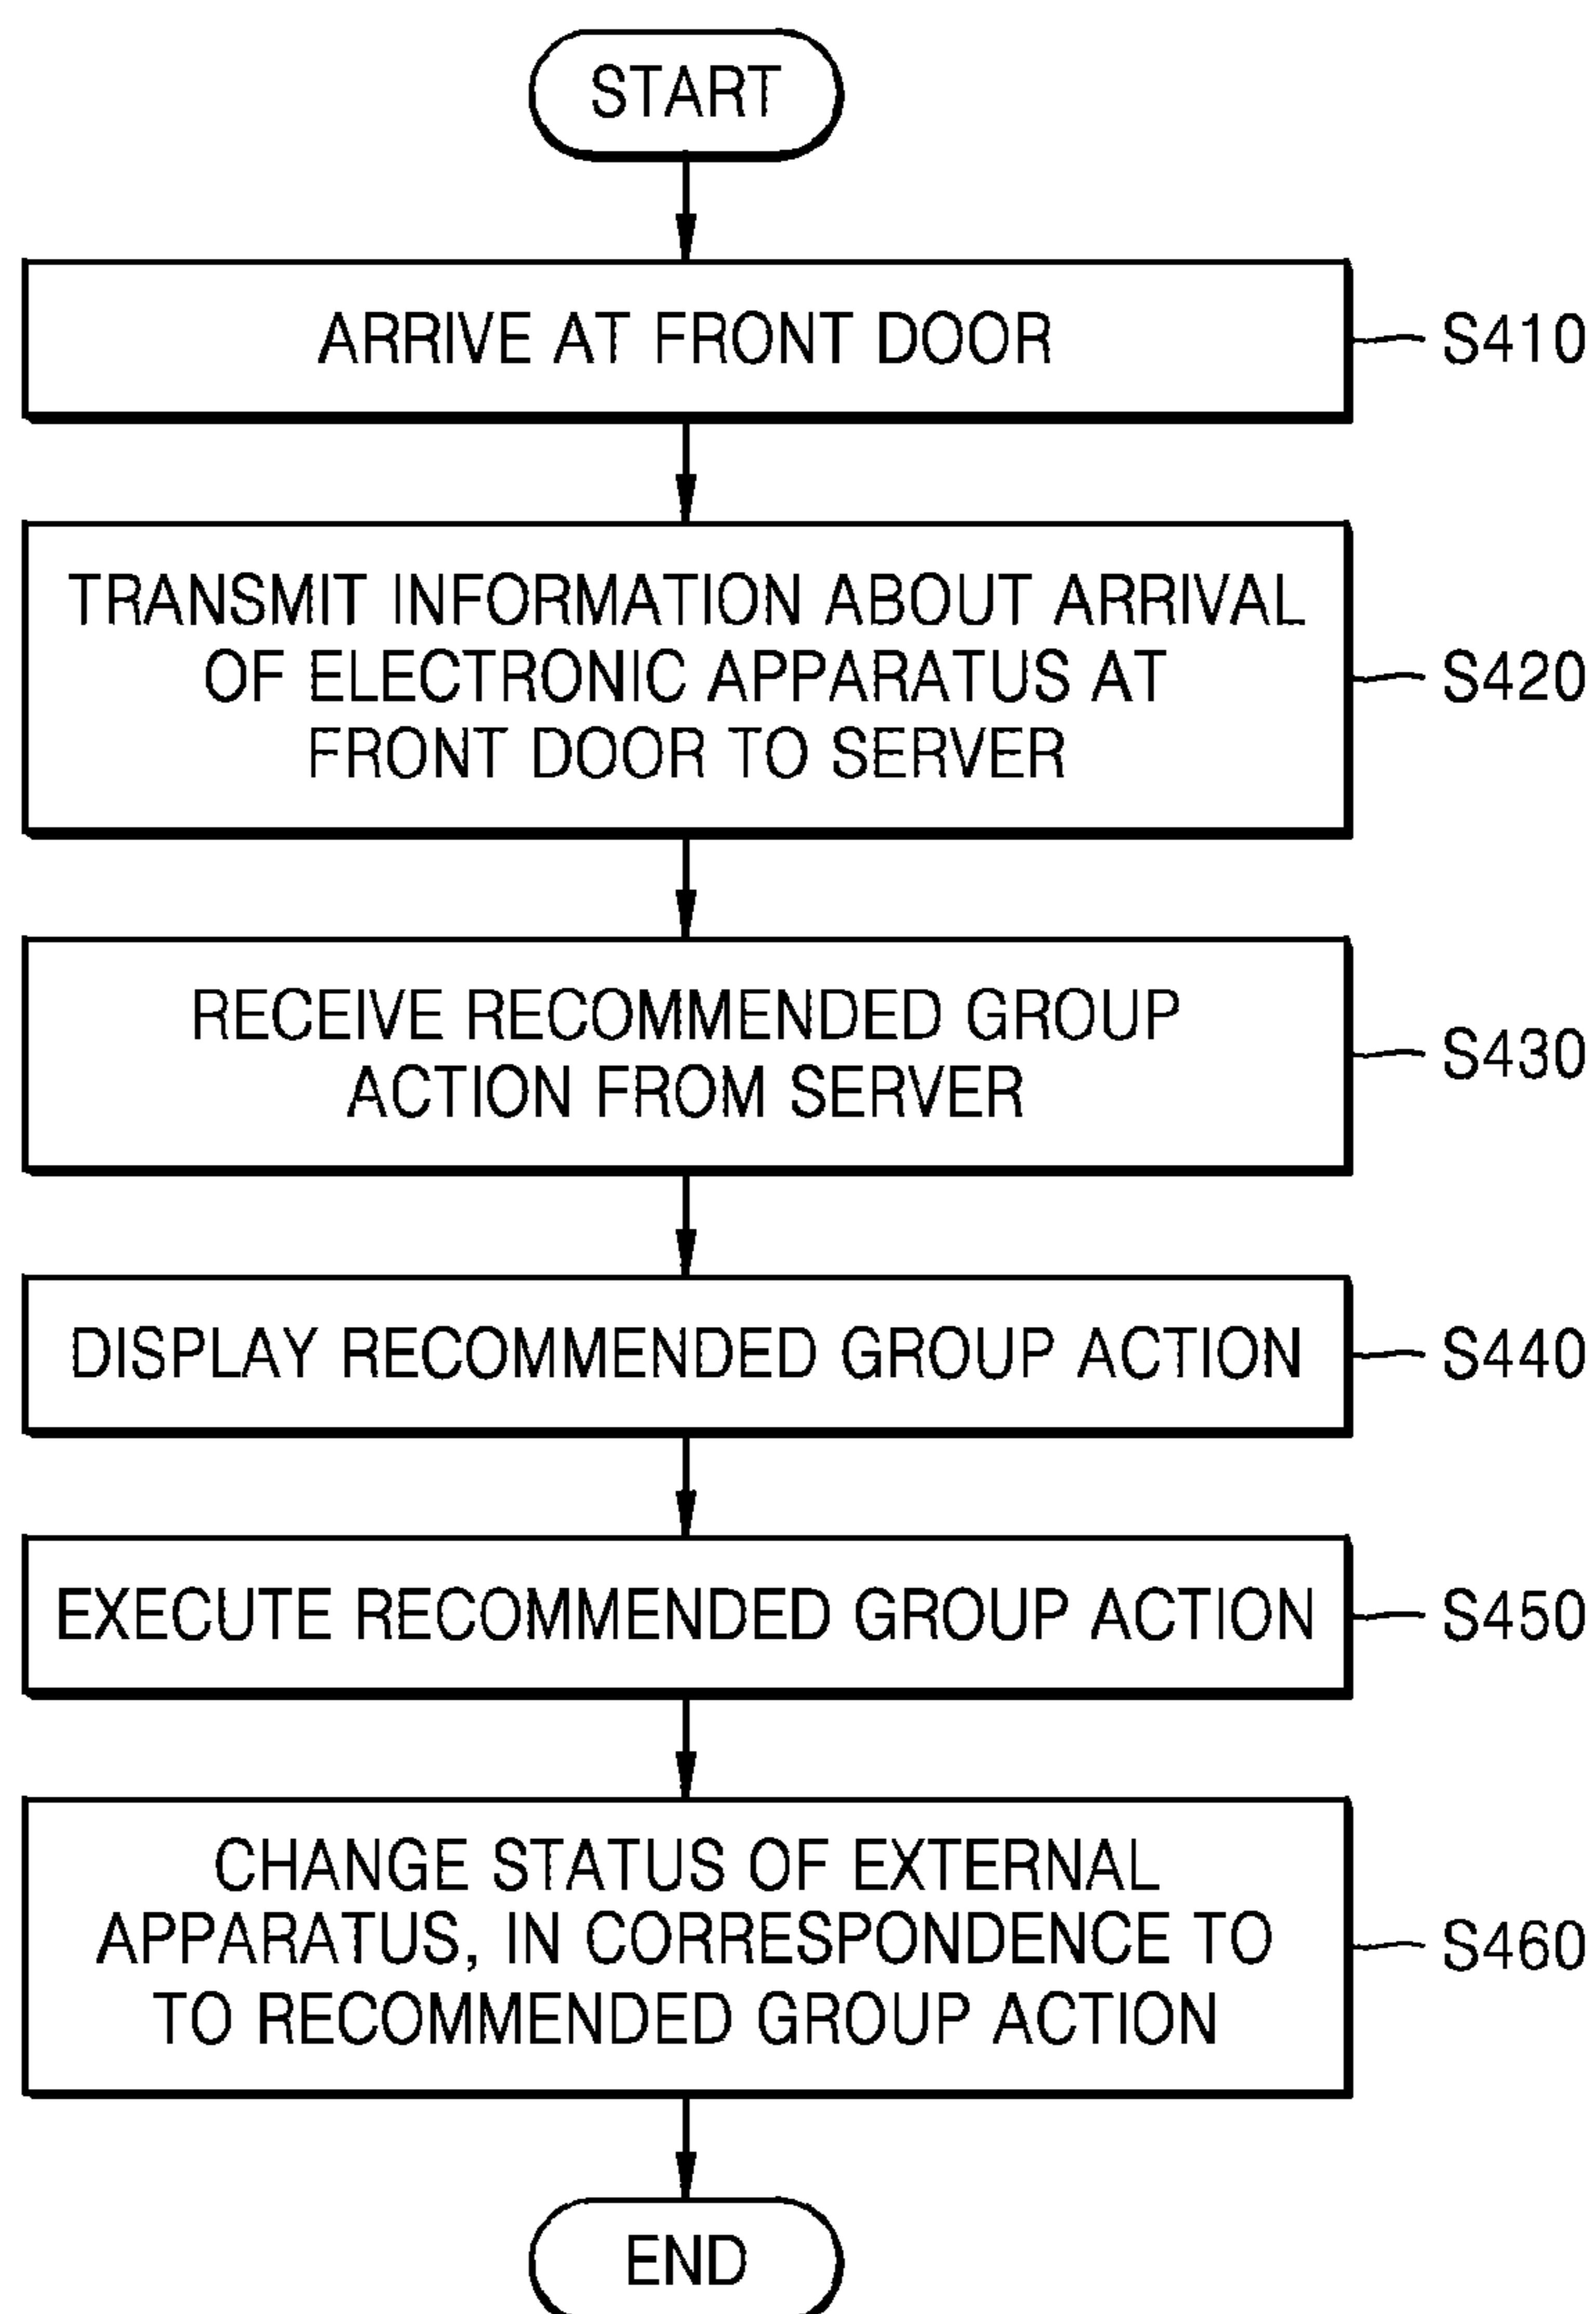 START
ARRIVE AT FRONT DOOR
S410
TRANSMIT INFORMATION ABOUT ARRIVAL
OF ELECTRONIC APPARATUS AT
FRONT DOOR TO SERVER
S420
RECEIVE RECOMMENDED GROUP
ACTION FROM SERVER
S430
DISPLAY RECOMMENDED GROUP ACTION
S440
EXECUTE RECOMMENDED GROUP ACTION
S450
CHANGE STATUS OF EXTERNAL
APPARATUS, IN CORRESPONDENCE TO
TO RECOMMENDED GROUP ACTION
S460
END